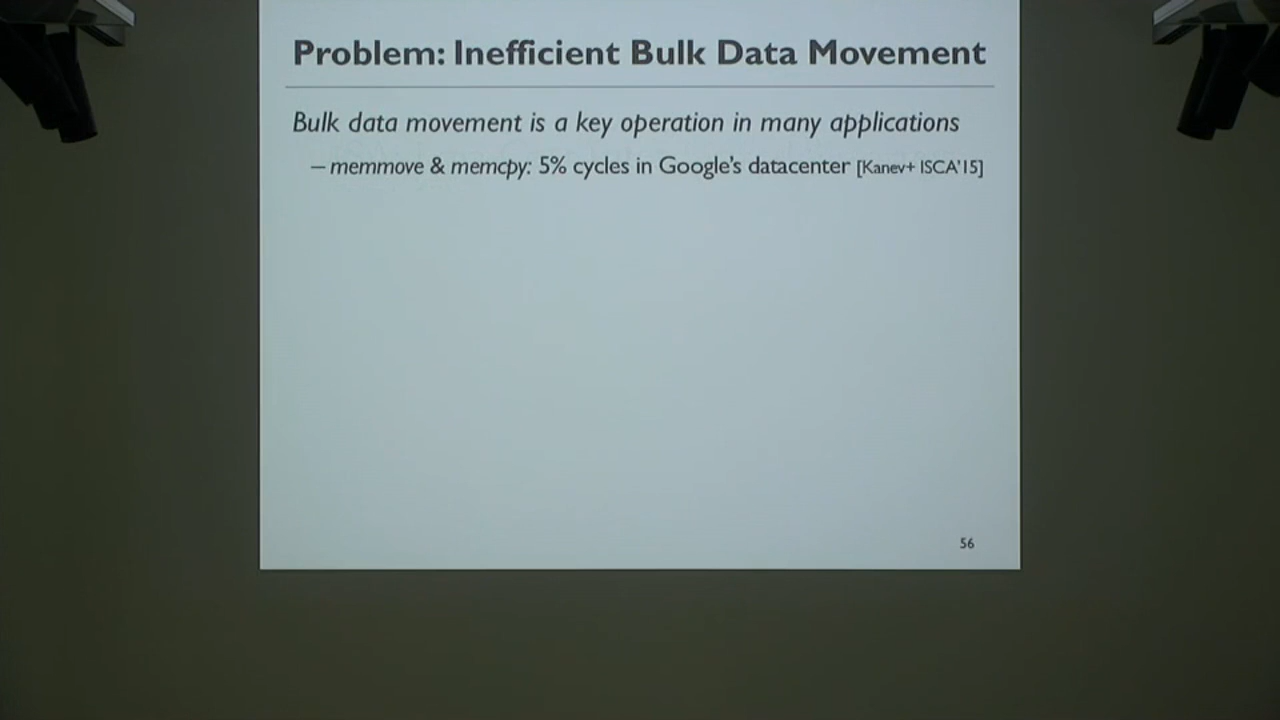 Problem: Inefficient Bulk Data Movement
Bulk data movement is a key operation in many applications
– memmove & memcpy: 5% cycles in Google's datacenter [Kanev+ ISCA'15]
56